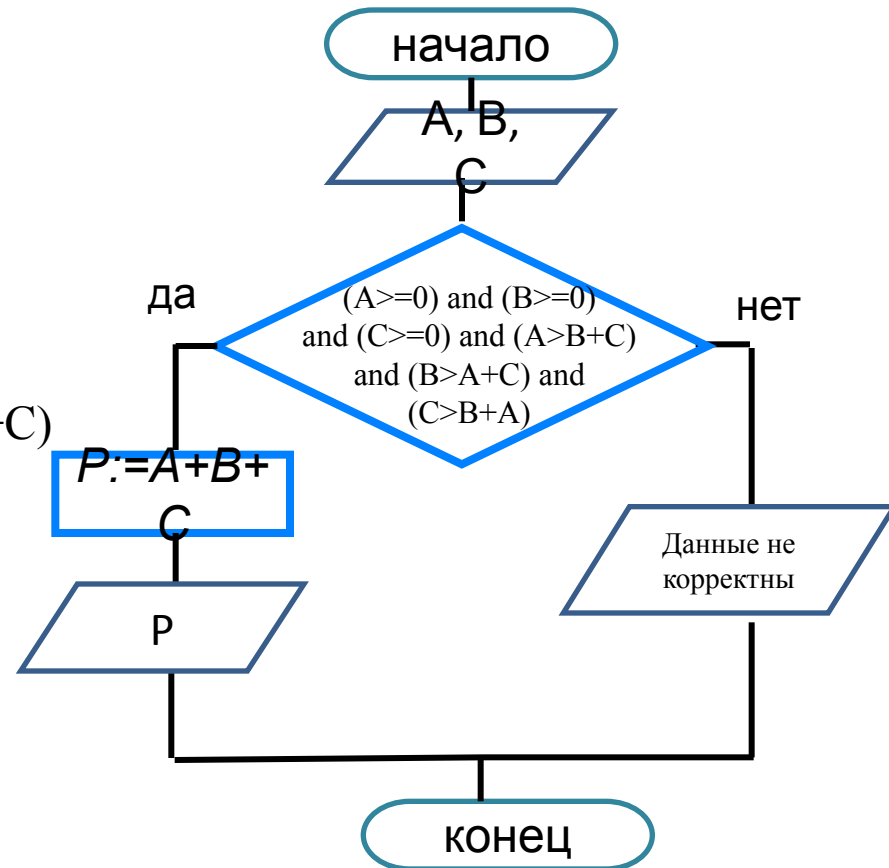 начало
A, B,
C
да
нет
(A>=0) and (B>=0)
and (C>=0) and (A>B+C)
and (B>A+C) and
(C>B+A)
C)
P:=A+B+
C
Данные не
корректны
P
конец